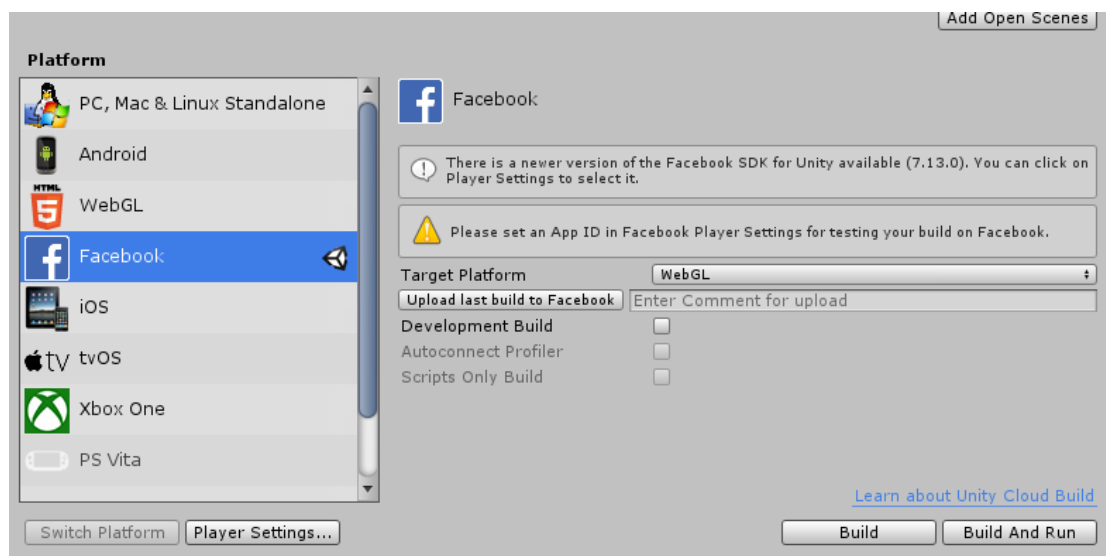 Add Open Scenes
Platform
PC, Mac & Linux Standalone
Android
HTML
5
WebGL
Facebook
iOS
tv
tvOS
Xbox One
PS Vita
Switch Platform
Player Settings...
f
Facebook
There is a newer version of the Facebook SDK for Unity available (7.13.0). You can click on
Player Settings to select it.
Please set an App ID in Facebook Player Settings for testing your build on Facebook.
Target Platform
WebGL
Upload last build to Facebook
Enter Comment for upload
Development Build
Autoconnect Profiler
Scripts Only Build
Learn about Unity Cloud Build
Build
Build And Run